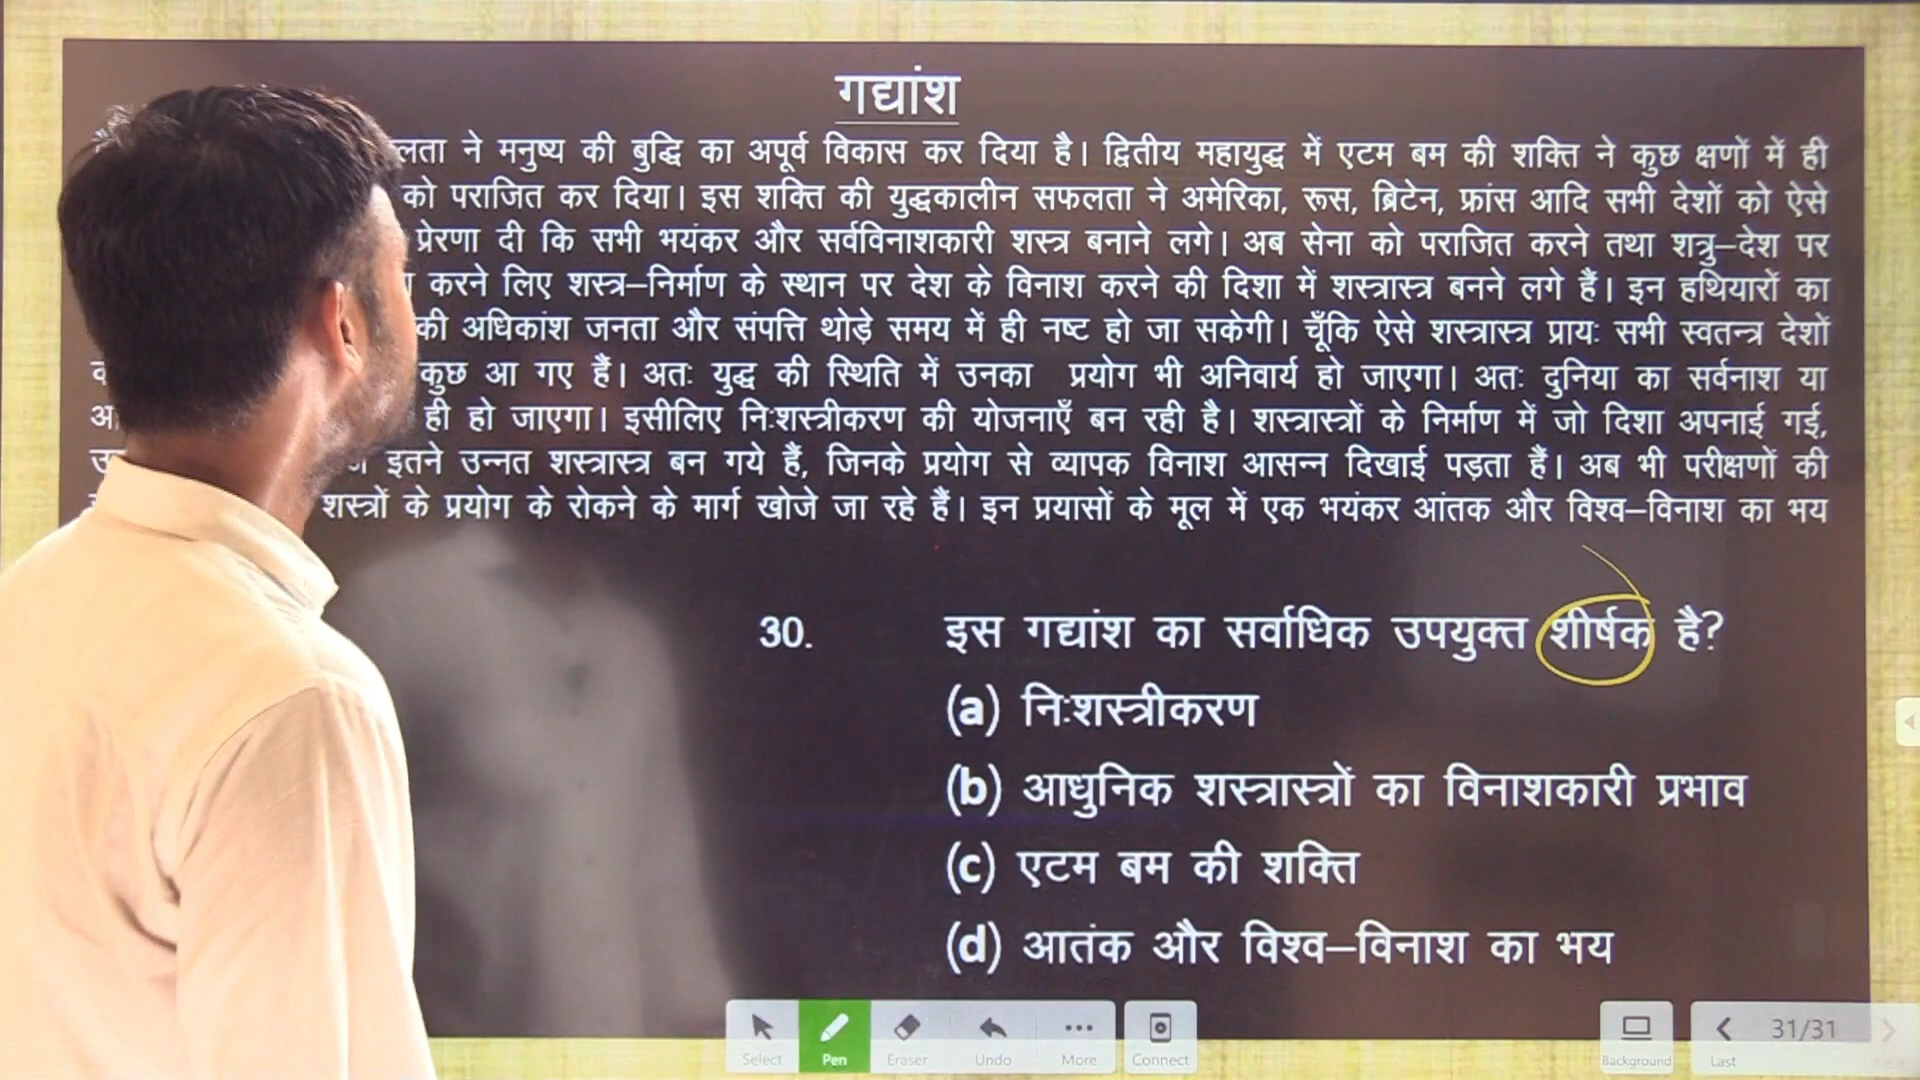 गद्यांश
ने मनुष्य की बुद्धि का अपूर्व विकास कर दिया है। द्वितीय महायुद्ध में एटम बम की शक्ति ने कुछ क्षणों में ही
को पराजित कर दिया। इस शक्ति की युद्धकालीन सफलता ने अमेरिका, रूस, ब्रिटेन, फ्रांस आदि सभी देशों को ऐसे
प्रेरणा दी कि सभी भयंकर और सर्वविनाशकारी शस्त्र बनाने लगे। अब सेना को पराजित करने तथा शत्रु–देश पर
करने लिए शस्त्र–निर्माण के स्थान पर देश के विनाश करने की दिशा में शस्त्रास्त्र बनने लगे हैं। इन हथियारों का
की अधिकांश जनता और संपत्ति थोड़े समय में ही नष्ट हो जा सकेगी। चूँकि ऐसे शस्त्रास्त्र प्रायः सभी स्वतन्त्र देशों
कुछ आ गए हैं। अतः युद्ध की स्थिति में उनका प्रयोग भी अनिवार्य हो जाएगा। अतः दुनिया का सर्वनाश या
ही हो जाएगा। इसीलिए निःशस्त्रीकरण की योजनाएँ बन रही है। शस्त्रास्त्रों के निर्माण में जो दिशा अपनाई गई,
इतने उन्नत शस्त्रास्त्र बन गये हैं, जिनके प्रयोग से व्यापक विनाश आसन्न दिखाई पड़ता हैं। अब भी परीक्षणों की
शस्त्रों के प्रयोग के रोकने के मार्ग खोजे जा रहे हैं। इन प्रयासों के मूल में एक भयंकर आंतक और विश्व–विनाश का भय
30. इस गद्यांश का सर्वाधिक उपयुक्त शीर्षक है?
(a) निःशस्त्रीकरण
(b) आधुनिक शस्त्रास्त्रों का विनाशकारी प्रभाव
(c) एटम बम की शक्ति
(d) आतंक और विश्व–विनाश का भय
Select Pen Eraser Undo More Connect Background Last 31/31